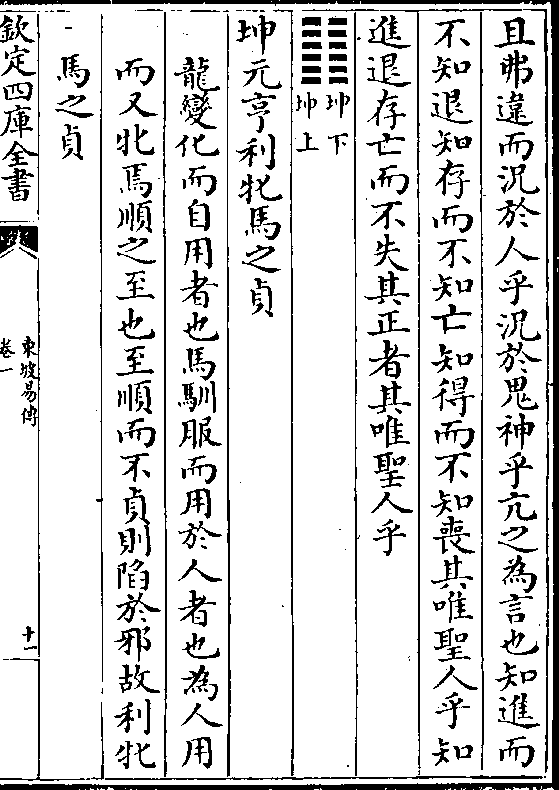 且弗違而況於人乎況於鬼神乎亢之為言也知進而
不知退知存而不知亡知得而不知喪其唯聖人乎知
進退存亡而不失其正者其唯聖人乎
坤下
坤上
坤元亨利牝馬之貞
龍變化而自用者也馬馴服而用於人者也為人用
而又牝馬順之至也至順而不貞則陷於邪故利牝
馬之貞
欽定四庫全書
東坡易傳
卷一
十一